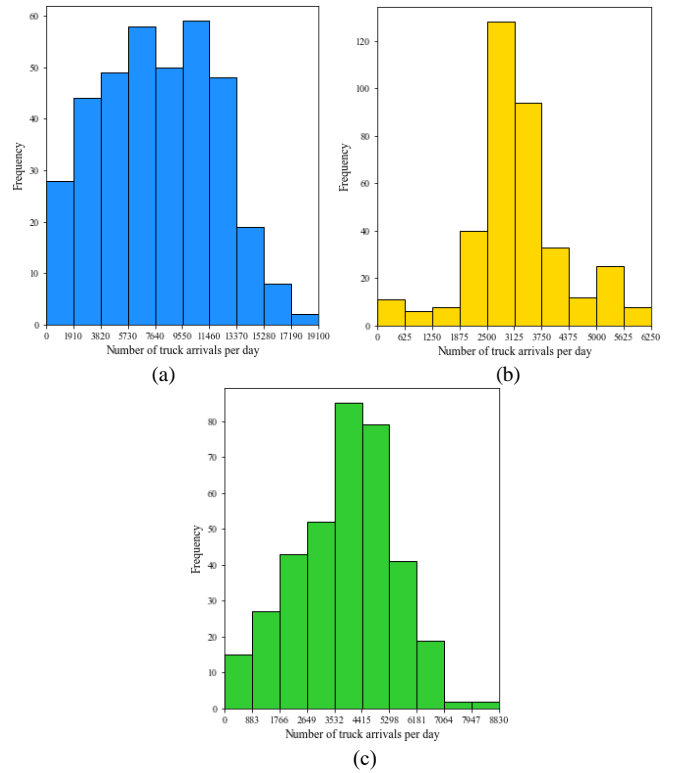 60
50
40
30
20
10
0
Frequency
0 1910 3820 5730 7640 9550 11460 13370 15280 17190 19100
Number of truck arrivals per day
(a)
120
100
80
60
40
20
0
Frequency
0 625 1250 1875 2500 3125 3750 4375 5000 5625 6250
Number of truck arrivals per day
(b)
80
70
60
50
40
30
20
10
0
Frequency
0 883 1766 2649 3532 4415 5298 6181 7064 7947 8830
Number of truck arrivals per day
(c)